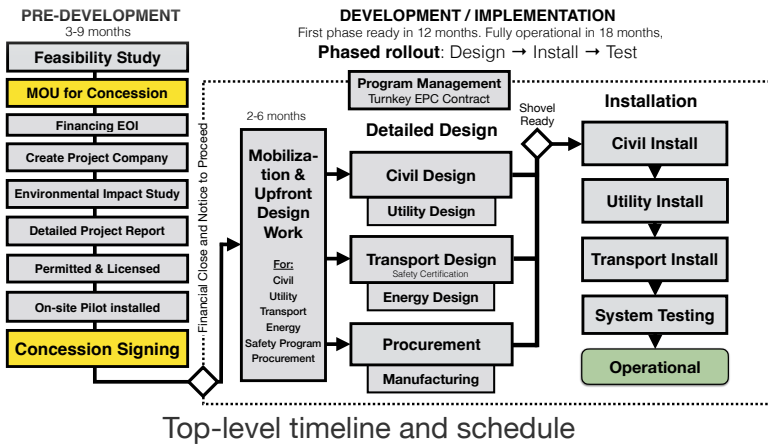 PRE-DEVELOPMENT
3-9 months
Feasibility Study
MOU for Concession
Financing EOI
Create Project Company
Environmental Impact Study
Detailed Project Report
Permitted & Licensed
On-site Pilot installed
Concession Signing
Financial Close and Notice to Proceed
DEVELOPMENT / IMPLEMENTATION
First phase ready in 12 months. Fully operational in 18 months,
Phased rollout: Design → Install → Test
Program Management
Turnkey EPC Contract
2-6 months
Mobiliza-
tion &
Upfront
Design
Work
For:
Civil
Utility
Transport
Energy
Safety Program
Procurement
Detailed Design
Civil Design
Utility Design
Transport Design
Safety Certification
Energy Design
Procurement
Manufacturing
Shovel
Ready
Installation
Civil Install
Utility Install
Transport Install
System Testing
Operational
Top-level timeline and schedule